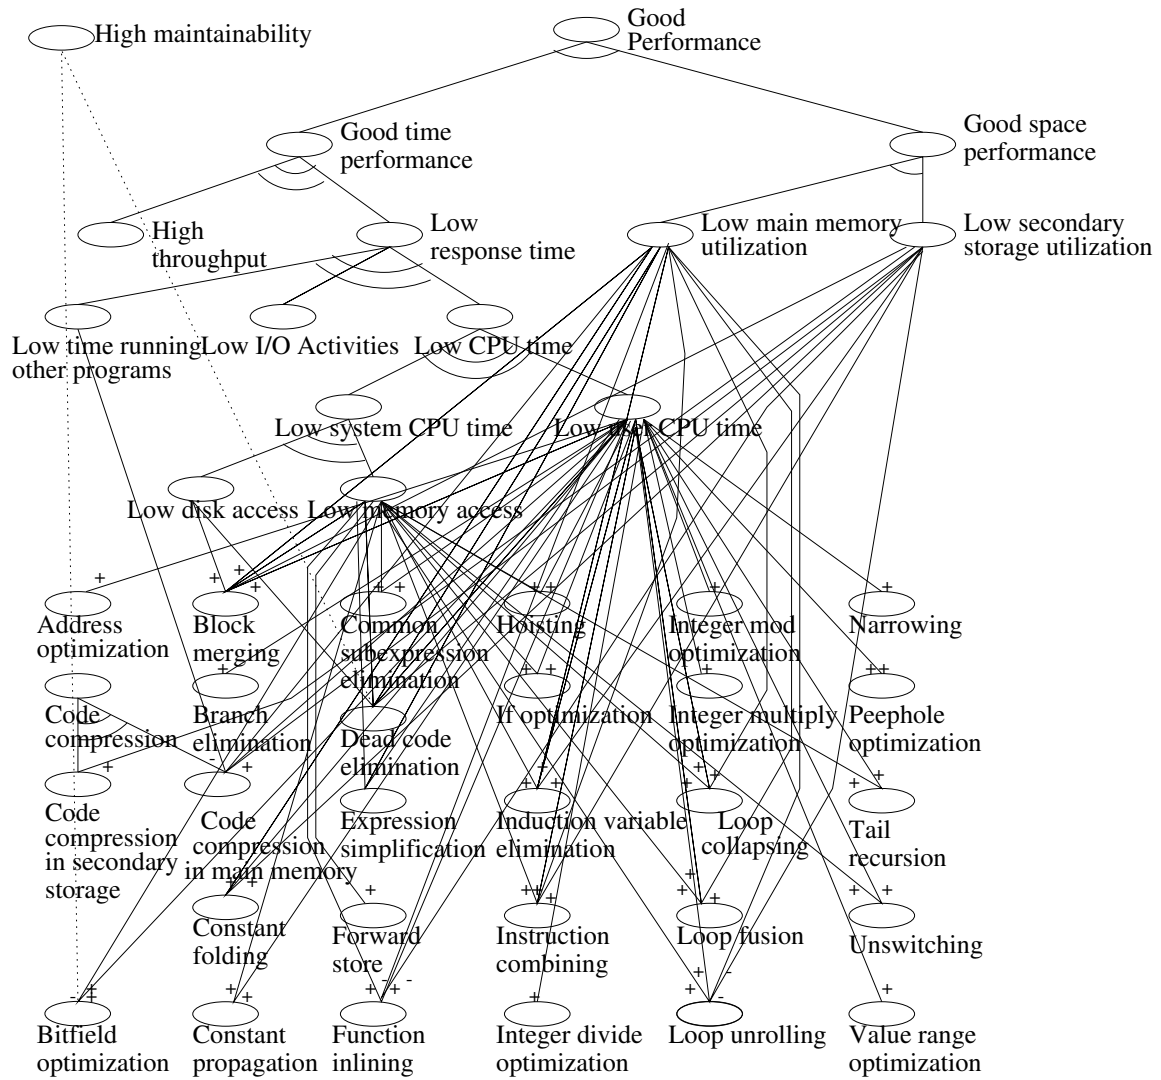 High maintainability
Good
Performance
Good time
performance
Good space
performance
High
throughput
Low
response time
Low main memory
utilization
Low secondary
storage utilization
Low time running
other programs
Low I/O Activities
Low CPU time
Low system CPU time
Low user CPU time
Low disk access
Low memory access
Address
optimization
Block
merging
Common
subexpression
elimination
Hoisting
Integer mod
optimization
Narrowing
Code
compression
Branch
elimination
Dead code
elimination
If optimization
Integer multiply
optimization
Peephole
optimization
Code
compression
in secondary
storage
Code
compression
in main memory
Expression
simplification
Induction variable
elimination
Loop
collapsing
Tail
recursion
Constant
folding
Forward
store
Instruction
combining
Loop fusion
Unswitching
Bitfield
optimization
Constant
propagation
Function
inlining
Integer divide
optimization
Loop unrolling
Value range
optimization